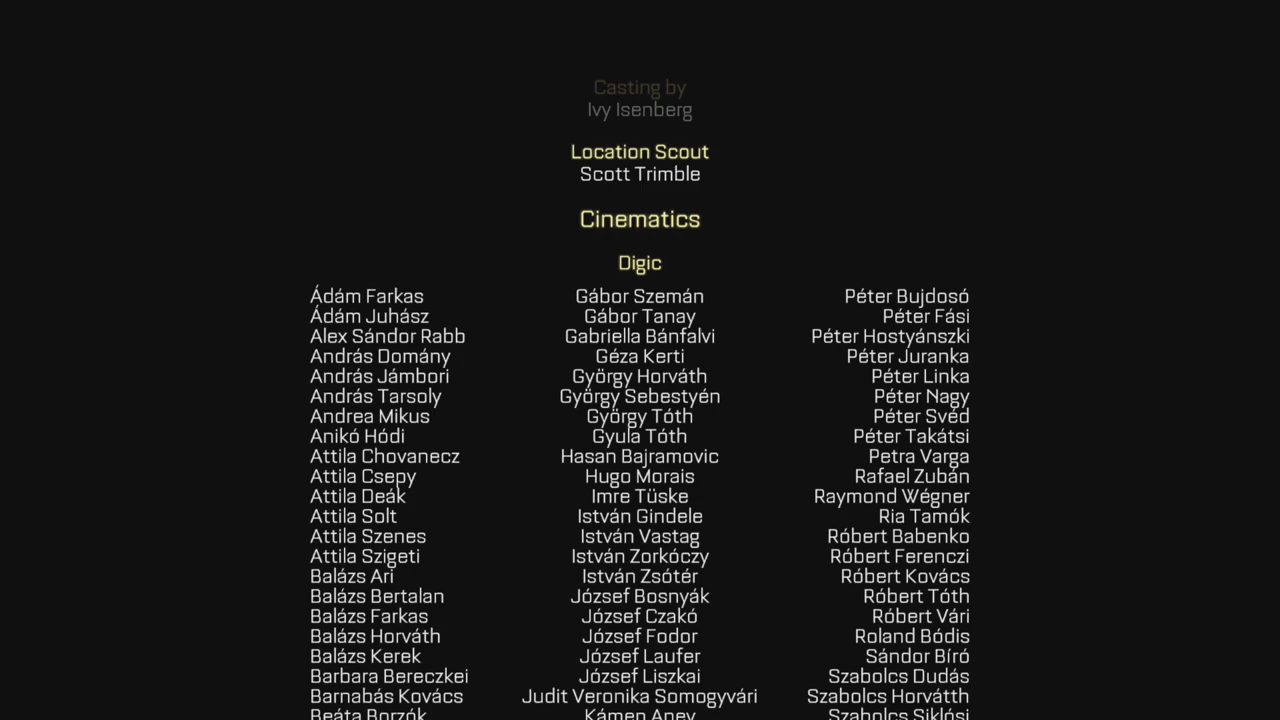 Casting by
Ivy Isenberg
Location Scout
Scott Trimble
Cinematics
Digic
Ádám Farkas Gábor Szemán Péter Bujdosó
Ádám Juhász Gábor Tanay Péter Fási
Alex Sándor Rabb Gabriella Bánfalvi Péter Hostyánszki
András Domány Géza Kerti Péter Juranka
András Jámbori György Horváth Péter Linka
András Tarsoly György Sebestyén Péter Nagy
Andrea Mikus György Tóth Péter Svéd
Anikó Hódi Gyula Tóth Péter Takátsi
Attila Chovanecz Hasan Bajramovic Petra Varga
Attila Csepy Hugo Morais Rafael Zubán
Attila Deák Imre Tüske Raymond Wégner
Attila Solt István Gindele Ria Tamók
Attila Szenes István Vastag Róbert Babenko
Attila Szigeti István Zorkóczy Róbert Ferenczi
Balázs Ari István Zsótér Róbert Kovács
Balázs Bertalan József Bosnyák Róbert Tóth
Balázs Farkas József Czakó Róbert Vári
Balázs Horváth József Fodor Roland Bódis
Balázs Kerek József Laufer Sándor Bíró
Barbara Bereczkei József Liszkai Szabolcs Dudás
Barnabás Kovács Judit Veronika Somogyvári Szabolcs Horvátth
Beáta Borzók Kámen Anev Szabolcs Siklósi